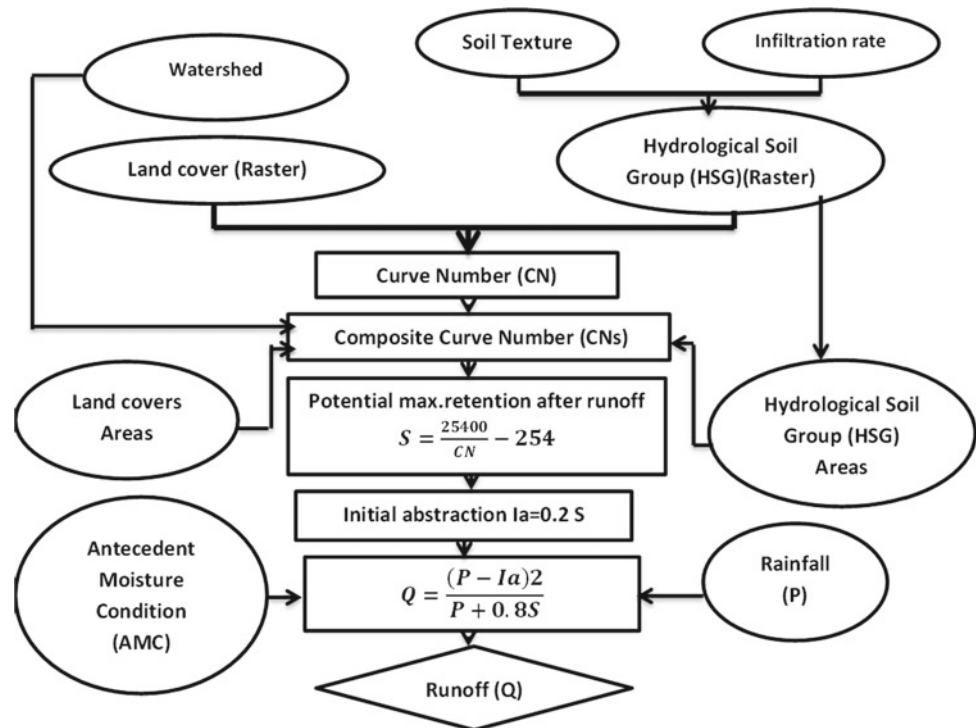 Soil Texture
Infiltration rate
Watershed
Land cover (Raster)
Hydrological Soil
Group (HSG)(Raster)
Curve Number (CN)
Composite Curve Number (CNs)
Land covers
Areas
Potential max.retention after runoff
S = 25400/CN − 254
Hydrological Soil
Group (HSG)
Areas
Initial abstraction Ia=0.2 S
Antecedent
Moisture
Condition
(AMC)
Q = (P − Ia)2 / P + 0.8S
Rainfall
(P)
Runoff (Q)